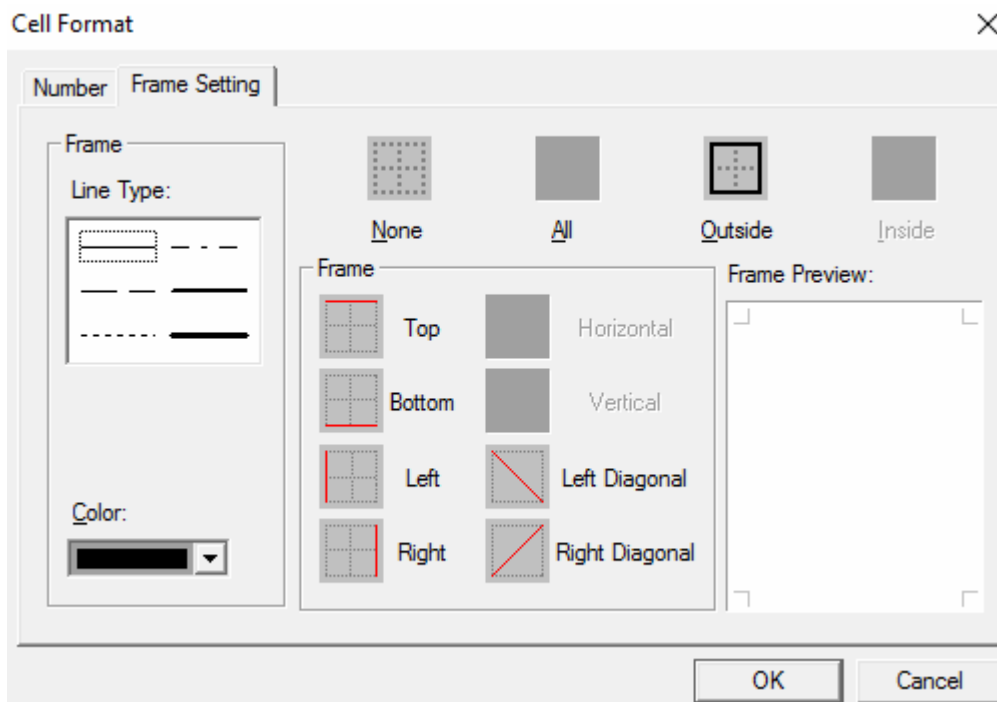 Cell Format
Number
Frame Setting
Frame
Line Type:
Color:
None
All
Outside
Inside
Frame
Top
Horizontal
Bottom
Vertical
Left
Left Diagonal
Right
Right Diagonal
Frame Preview:
OK
Cancel